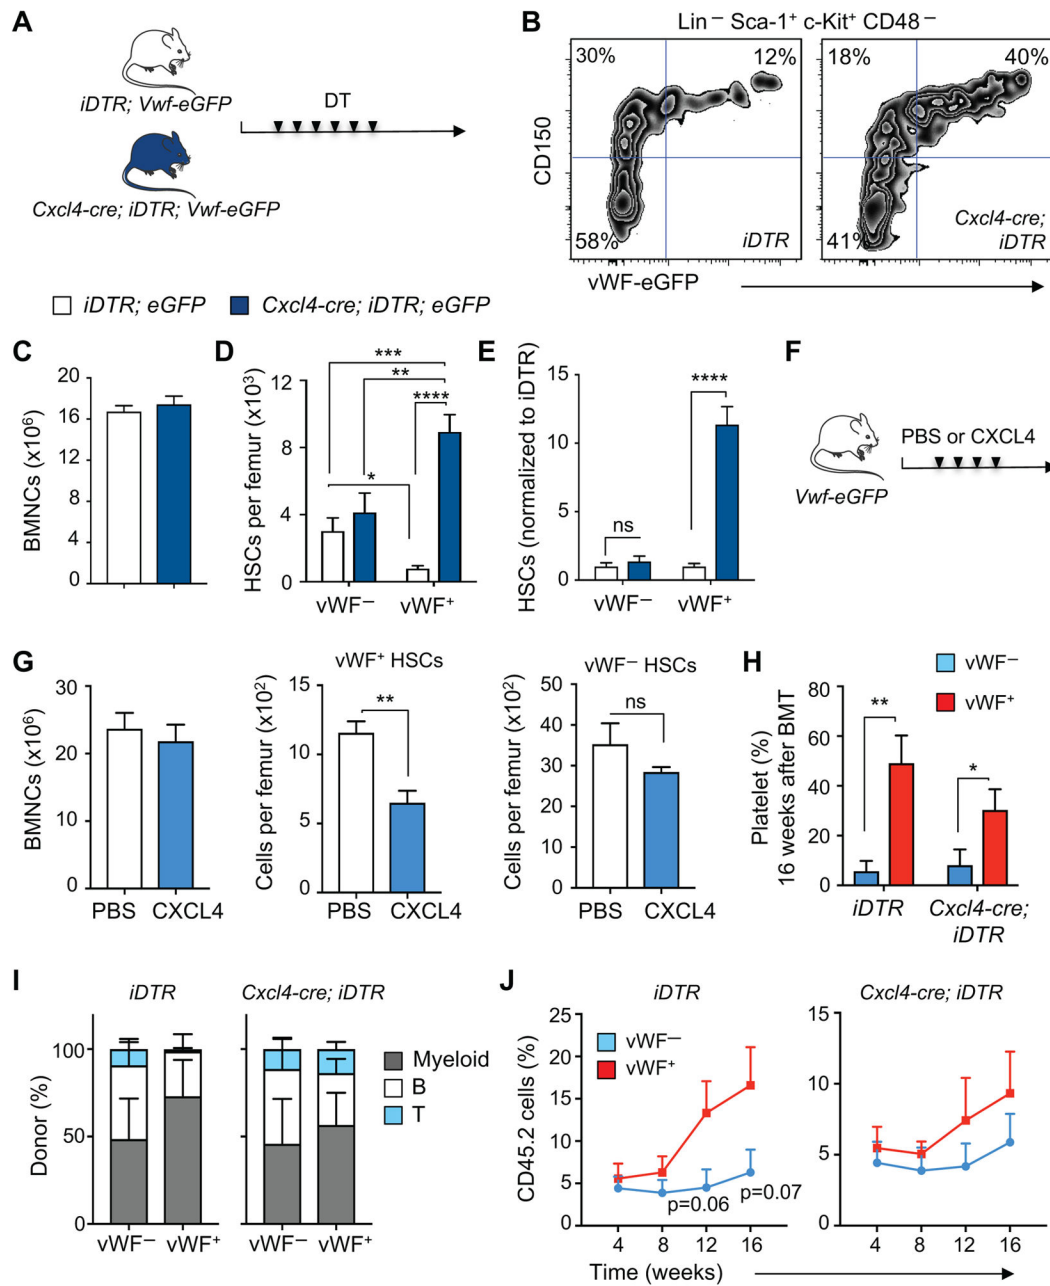 A
iDTR; Vwf-eGFP
DT
Cxcl4-cre; iDTR; Vwf-eGFP
B
Lin– Sca-1+ c-Kit+ CD48–
30%
12%
58%
iDTR
18%
40%
41%
Cxcl4-cre;
iDTR
CD150
vWF-eGFP
iDTR; eGFP
Cxcl4-cre; iDTR; eGFP
C
BMNCs (x10⁶)
20
16
12
8
4
0
D
HSCs per femur (x10³)
12
8
4
0
***
**
****
*
vWF–
vWF+
E
HSCs (normalized to iDTR)
15
10
5
0
ns
****
vWF–
vWF+
F
Vwf-eGFP
PBS or CXCL4
G
BMNCs (x10⁶)
30
20
10
0
PBS
CXCL4
vWF+ HSCs
Cells per femur (x10²)
15
10
5
0
**
PBS
CXCL4
vWF– HSCs
Cells per femur (x10²)
50
40
30
20
10
0
ns
PBS
CXCL4
H
vWF–
vWF+
Platelet (%)
16 weeks after BMT
80
60
40
20
0
**
*
iDTR
Cxcl4-cre;
iDTR
I
iDTR
Cxcl4-cre; iDTR
Donor (%)
100
50
0
vWF–
vWF+
vWF–
vWF+
Myeloid
B
T
J
iDTR
vWF–
vWF+
CD45.2 cells (%)
25
20
15
10
5
0
p=0.06
p=0.07
4
8
12
16
Cxcl4-cre; iDTR
15
10
5
0
4
8
12
16
Time (weeks)